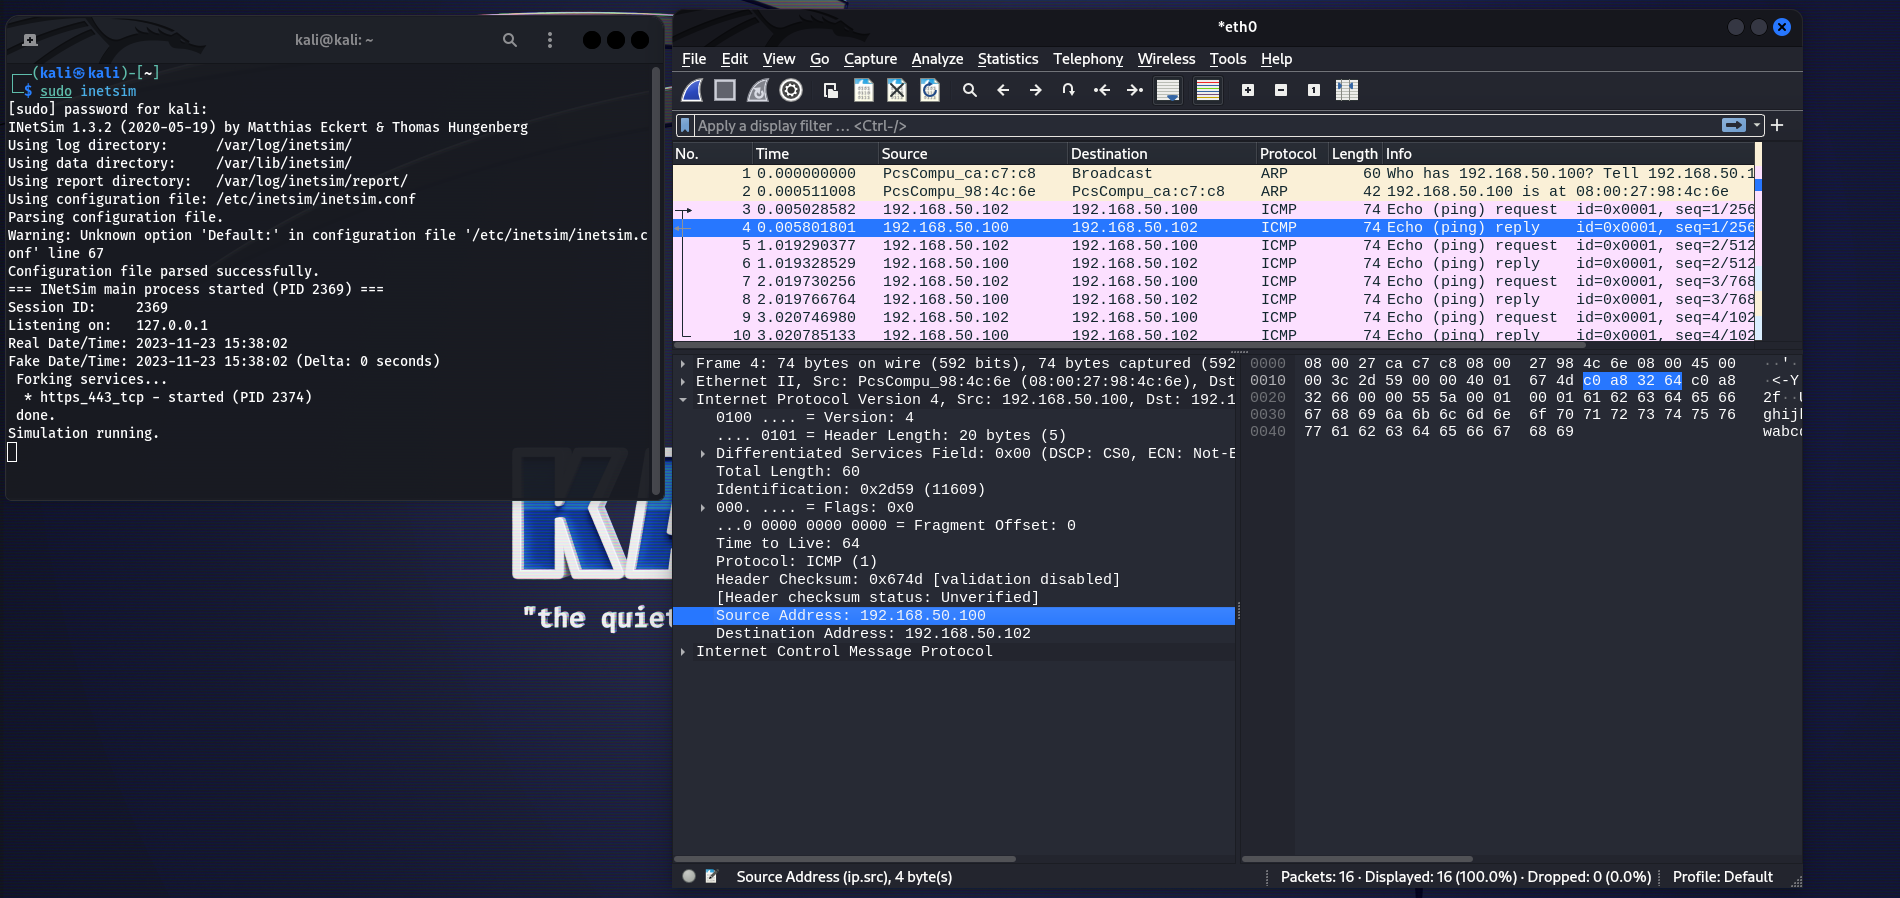 kali@kali: ~
┌──(kali㉿kali)-[~]
└─$ sudo inetsim
[sudo] password for kali:
INetSim 1.3.2 (2020-05-19) by Matthias Eckert & Thomas Hungenberg
Using log directory:      /var/log/inetsim/
Using data directory:     /var/lib/inetsim/
Using report directory:   /var/log/inetsim/report/
Using configuration file: /etc/inetsim/inetsim.conf
Parsing configuration file.
Warning: Unknown option 'Default:' in configuration file '/etc/inetsim/inetsim.c
onf' line 67
Configuration file parsed successfully.
=== INetSim main process started (PID 2369) ===
Session ID:     2369
Listening on:   127.0.0.1
Real Date/Time: 2023-11-23 15:38:02
Fake Date/Time: 2023-11-23 15:38:02 (Delta: 0 seconds)
 Forking services...
  * https_443_tcp - started (PID 2374)
 done.
Simulation running.
"the quiet
*eth0
File Edit View Go Capture Analyze Statistics Telephony Wireless Tools Help
Apply a display filter … <Ctrl-/>
No. Time Source Destination Protocol Length Info
1 0.000000000 PcsCompu_ca:c7:c8 Broadcast ARP 60 Who has 192.168.50.100? Tell 192.168.50.1
2 0.000511008 PcsCompu_98:4c:6e PcsCompu_ca:c7:c8 ARP 42 192.168.50.100 is at 08:00:27:98:4c:6e
3 0.005028582 192.168.50.102 192.168.50.100 ICMP 74 Echo (ping) request id=0x0001, seq=1/256
4 0.005801801 192.168.50.100 192.168.50.102 ICMP 74 Echo (ping) reply id=0x0001, seq=1/256
5 1.019290377 192.168.50.102 192.168.50.100 ICMP 74 Echo (ping) request id=0x0001, seq=2/512
6 1.019328529 192.168.50.100 192.168.50.102 ICMP 74 Echo (ping) reply id=0x0001, seq=2/512
7 2.019730256 192.168.50.102 192.168.50.100 ICMP 74 Echo (ping) request id=0x0001, seq=3/768
8 2.019766764 192.168.50.100 192.168.50.102 ICMP 74 Echo (ping) reply id=0x0001, seq=3/768
9 3.020746980 192.168.50.102 192.168.50.100 ICMP 74 Echo (ping) request id=0x0001, seq=4/102
10 3.020785133 192.168.50.100 192.168.50.102 ICMP 74 Echo (ping) reply id=0x0001, seq=4/102
Frame 4: 74 bytes on wire (592 bits), 74 bytes captured (592
Ethernet II, Src: PcsCompu_98:4c:6e (08:00:27:98:4c:6e), Dst
Internet Protocol Version 4, Src: 192.168.50.100, Dst: 192.1
0100 .... = Version: 4
.... 0101 = Header Length: 20 bytes (5)
Differentiated Services Field: 0x00 (DSCP: CS0, ECN: Not-E
Total Length: 60
Identification: 0x2d59 (11609)
000. .... = Flags: 0x0
...0 0000 0000 0000 = Fragment Offset: 0
Time to Live: 64
Protocol: ICMP (1)
Header Checksum: 0x674d [validation disabled]
[Header checksum status: Unverified]
Source Address: 192.168.50.100
Destination Address: 192.168.50.102
Internet Control Message Protocol
0000 08 00 27 ca c7 c8 08 00 27 98 4c 6e 08 00 45 00 ··'·
0010 00 3c 2d 59 00 00 40 01 67 4d c0 a8 32 64 c0 a8 ·<-Y
0020 32 66 00 00 55 5a 00 01 00 01 61 62 63 64 65 66 2f··U
0030 67 68 69 6a 6b 6c 6d 6e 6f 70 71 72 73 74 75 76 ghij
0040 77 61 62 63 64 65 66 67 68 69 wabc
Source Address (ip.src), 4 byte(s)
Packets: 16 · Displayed: 16 (100.0%) · Dropped: 0 (0.0%)
Profile: Default